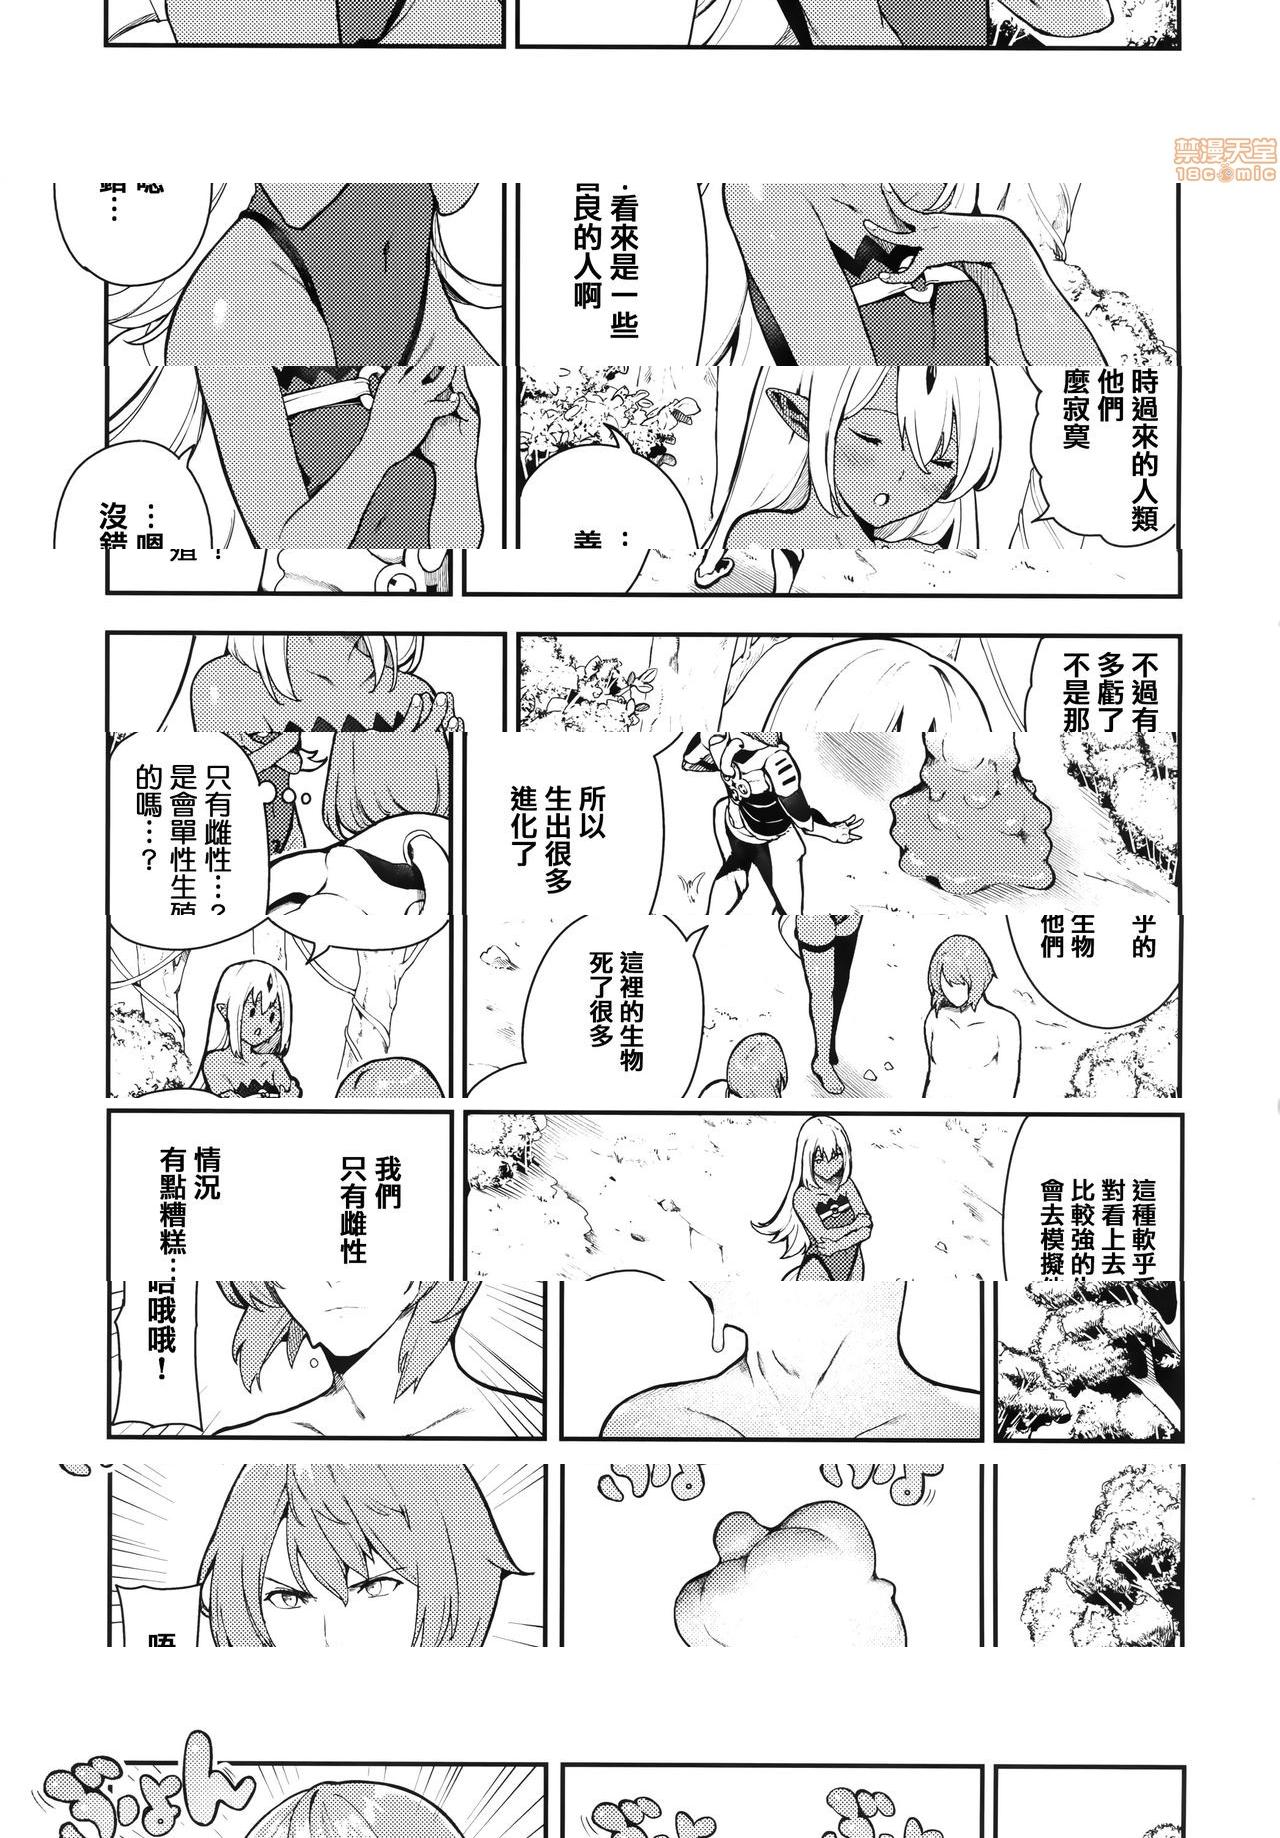 禁漫天堂
18comic
看來是一些
良的人啊
時過來的人類
他們
麼寂寞
善
…嗯
沒錯
不過有
多虧了
不是那
所以
生出很多
進化了
只有雌性…？
是會單性生殖
的嗎…？
乎的
生物
他們
這裡的生物
死了很多
這種軟乎
對看上去
比較強的
會去模擬
我們
只有雌性
情況
有點糟糕…
哦哦！
唔
ぶよん